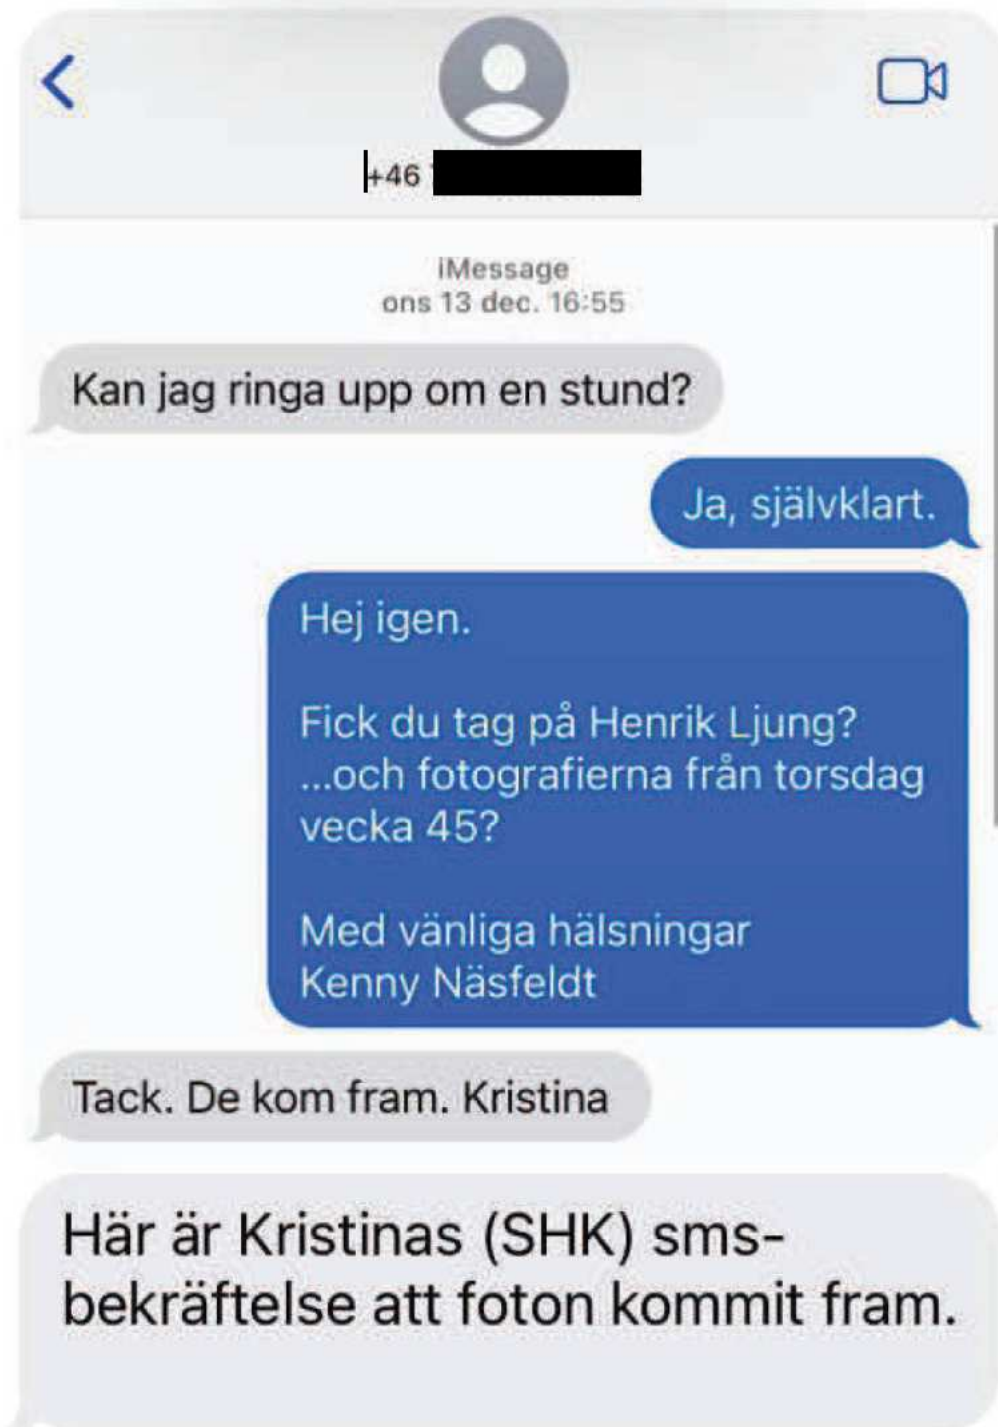 +46
iMessage
ons 13 dec. 16:55
Kan jag ringa upp om en stund?
Ja, självklart.
Hej igen.
Fick du tag på Henrik Ljung?
...och fotografierna från torsdag
vecka 45?
Med vänliga hälsningar
Kenny Näsfeldt
Tack. De kom fram. Kristina
Här är Kristinas (SHK) sms-
bekräftelse att foton kommit fram.